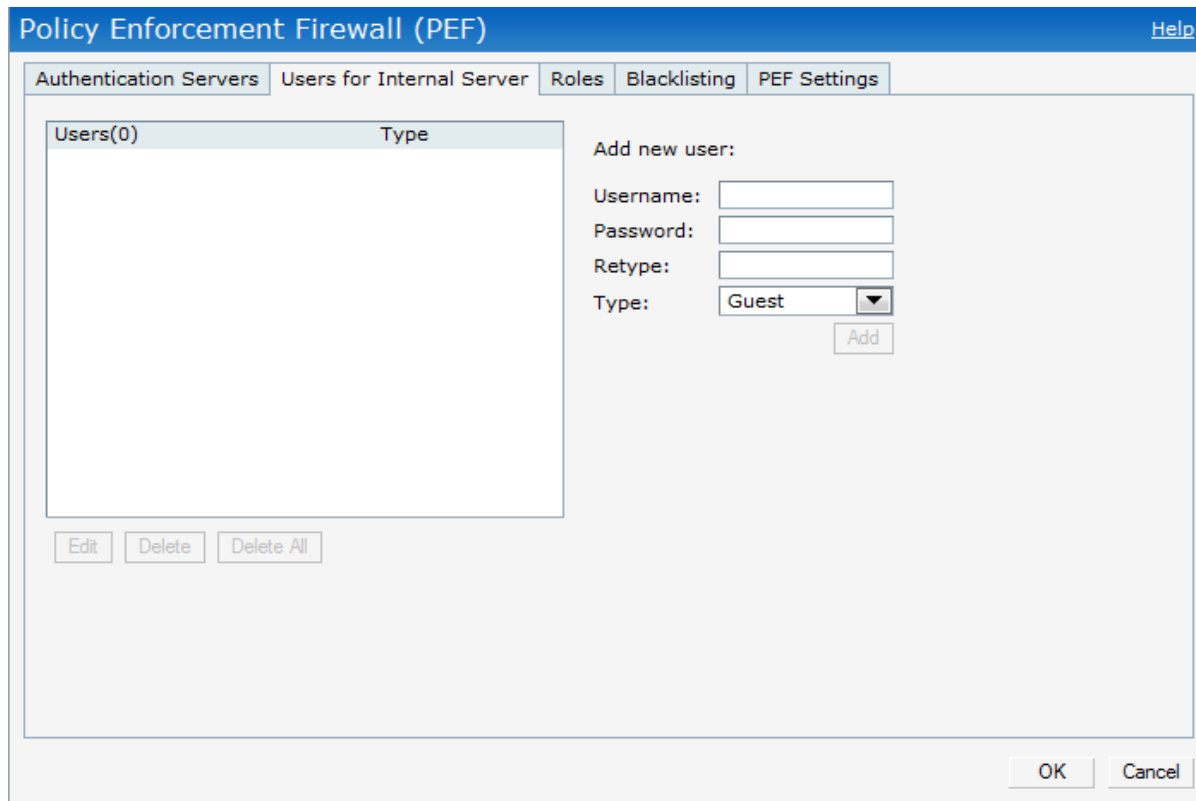 Policy Enforcement Firewall (PEF) Help
Authentication Servers Users for Internal Server Roles Blacklisting PEF Settings
Users(0) Type
Add new user:
Username:
Password:
Retype:
Type: Guest
Add
Edit Delete Delete All
OK Cancel